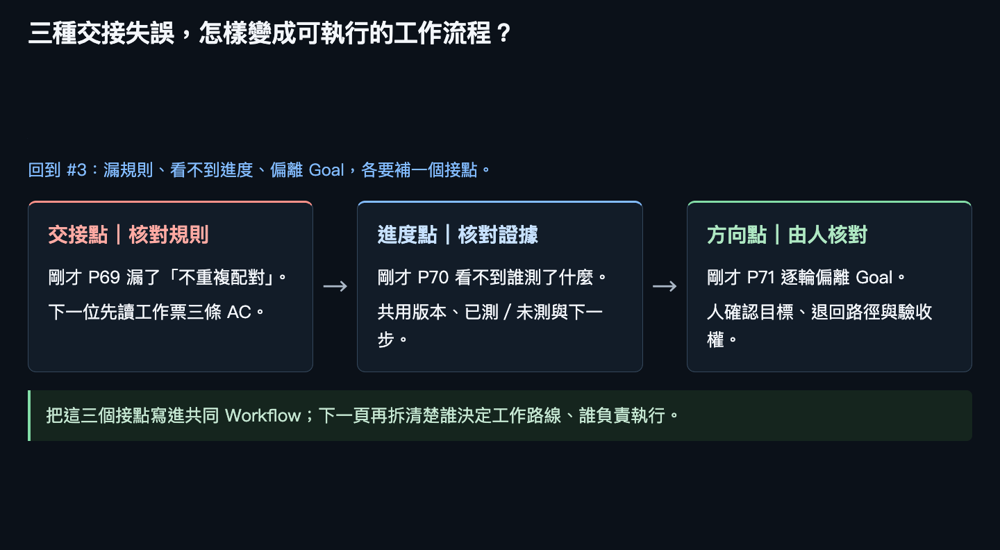 三種交接失誤，怎樣變成可執行的工作流程？
回到 #3：漏規則、看不到進度、偏離 Goal，各要補一個接點。
交接點｜核對規則
剛才 P69 漏了「不重複配對」。
下一位先讀工作票三條 AC。
→
進度點｜核對證據
剛才 P70 看不到誰測了什麼。
共用版本、已測 / 未測與下一
步。
→
方向點｜由人核對
剛才 P71 逐輪偏離 Goal。
人確認目標、退回路徑與驗收
權。
把這三個接點寫進共同 Workflow；下一頁再拆清楚誰決定工作路線、誰負責執行。